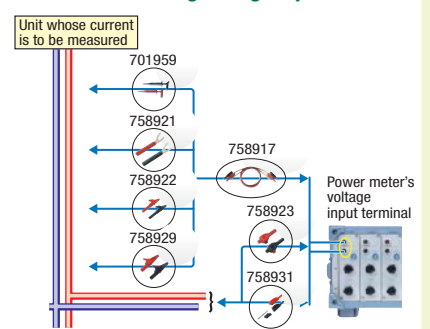 Unit whose current
is to be measured
701959
758921
758917
758922
758923
758929
758931
Power meter's
voltage
input terminal